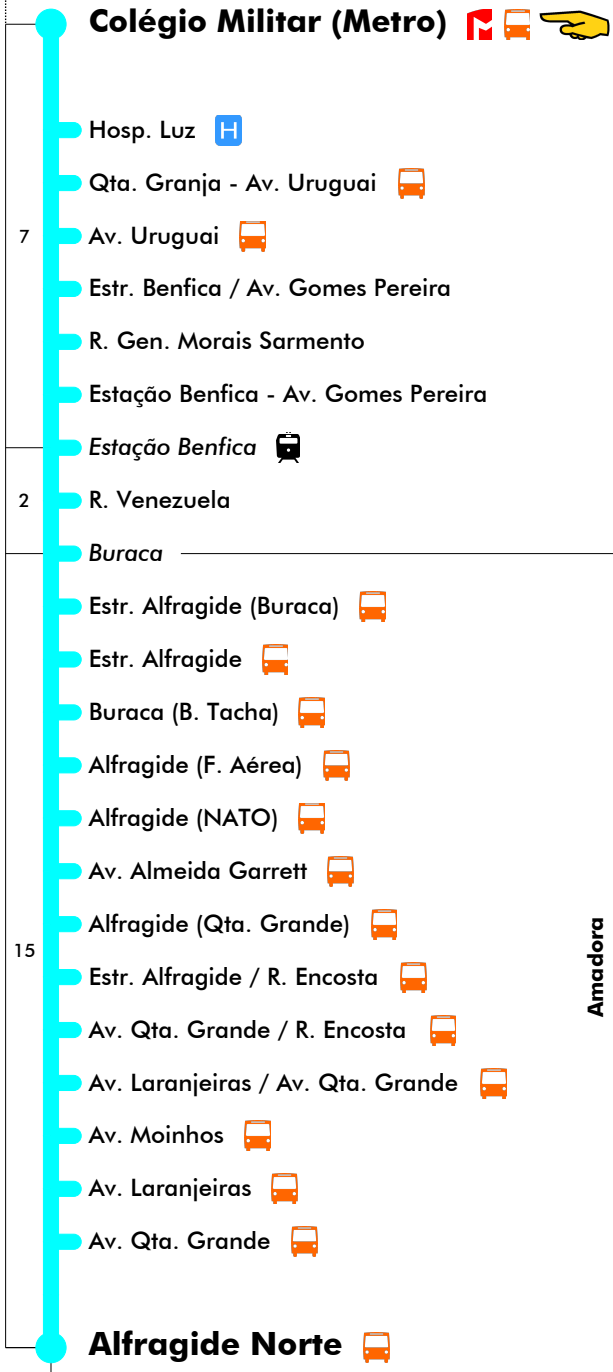 Colégio Militar (Metro)
Hosp. Luz H
Qta. Granja - Av. Uruguai
7 Av. Uruguai
Estr. Benfica / Av. Gomes Pereira
R. Gen. Morais Sarmento
Estação Benfica - Av. Gomes Pereira
Estação Benfica
2 R. Venezuela
Buraca
Estr. Alfragide (Buraca)
Estr. Alfragide
Buraca (B. Tacha)
Alfragide (F. Aérea)
Alfragide (NATO)
Av. Almeida Garrett
Alfragide (Qta. Grande)
15
Amadora
Estr. Alfragide / R. Encosta
Av. Qta. Grande / R. Encosta
Av. Laranjeiras / Av. Qta. Grande
Av. Moinhos
Av. Laranjeiras
Av. Qta. Grande
Alfragide Norte